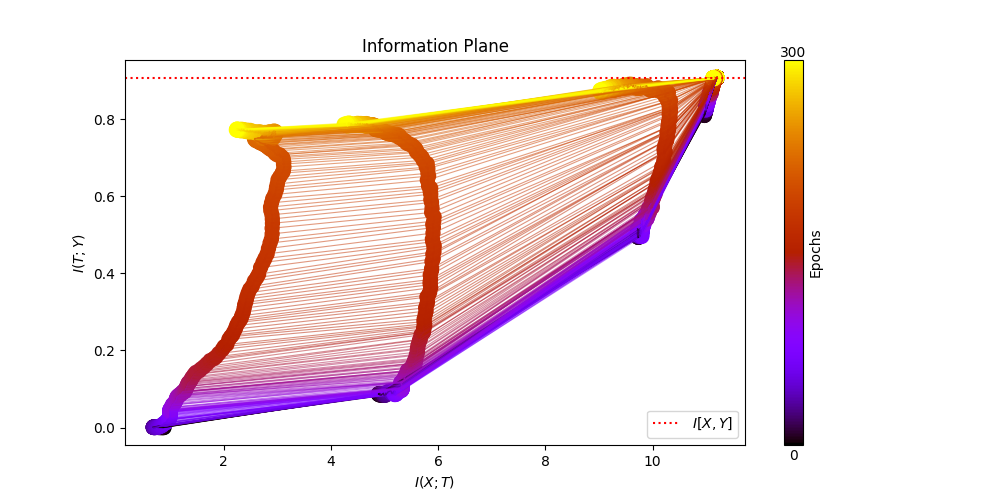 Information Plane
300
0.8
0.6
0.4
0.2
0.0
I(T; Y)
Epochs
I[X, Y]
0
2
4
6
8
10
I(X; T)